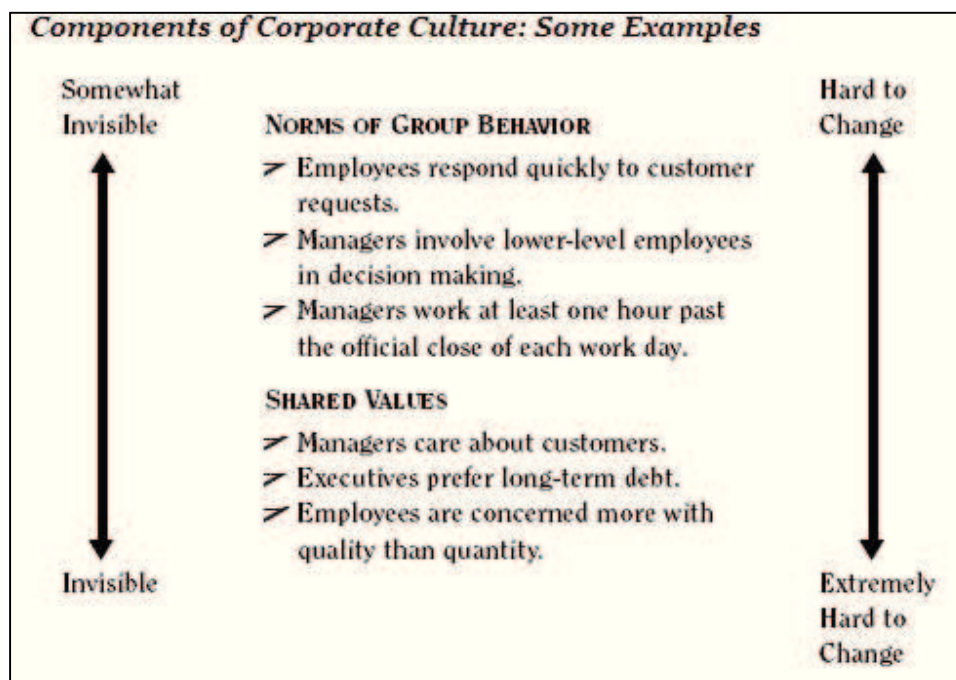 Components of Corporate Culture: Some Examples
Somewhat
Invisible
Hard to
Change
NORMS OF GROUP BEHAVIOR
> Employees respond quickly to customer
requests.
> Managers involve lower-level employees
in decision making.
> Managers work at least one hour past
the official close of each work day.
SHARED VALUES
> Managers care about customers.
> Executives prefer long-term debt.
> Employees are concerned more with
quality than quantity.
Invisible
Extremely
Hard to
Change